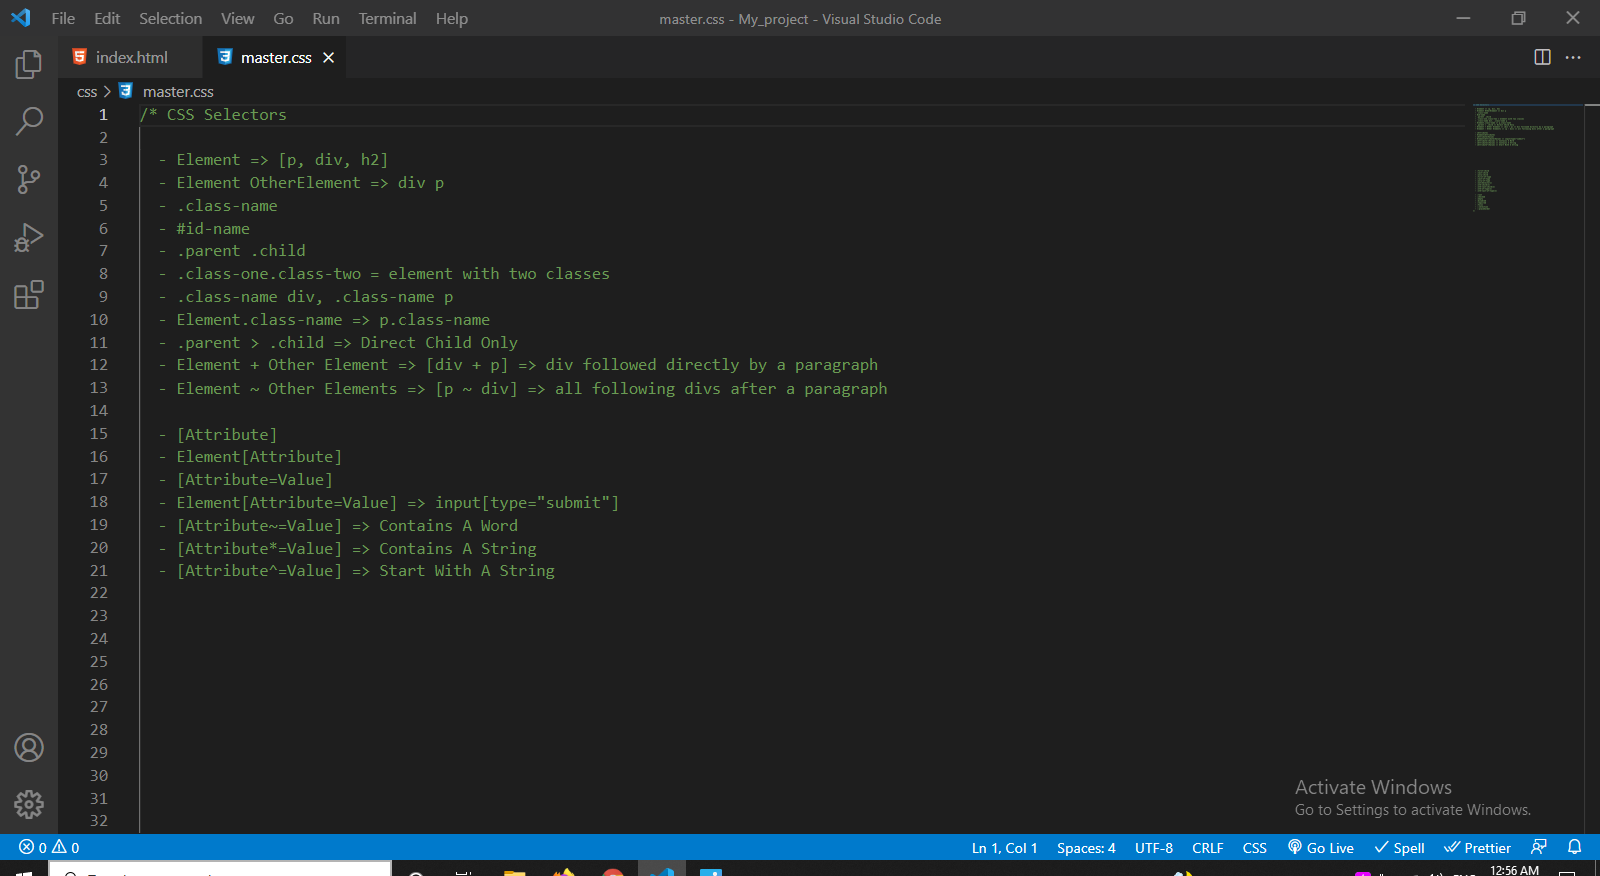 File Edit Selection View Go Run Terminal Help master.css - My_project - Visual Studio Code
index.html master.css
css > master.css
1 /* CSS Selectors
2
3 - Element => [p, div, h2]
4 - Element OtherElement => div p
5 - .class-name
6 - #id-name
7 - .parent .child
8 - .class-one.class-two = element with two classes
9 - .class-name div, .class-name p
10 - Element.class-name => p.class-name
11 - .parent > .child => Direct Child Only
12 - Element + Other Element => [div + p] => div followed directly by a paragraph
13 - Element ~ Other Elements => [p ~ div] => all following divs after a paragraph
14
15 - [Attribute]
16 - Element[Attribute]
17 - [Attribute=Value]
18 - Element[Attribute=Value] => input[type="submit"]
19 - [Attribute~=Value] => Contains A Word
20 - [Attribute*=Value] => Contains A String
21 - [Attribute^=Value] => Start With A String
22
23
24
25
26
27
28
29
30
31
32
Activate Windows
Go to Settings to activate Windows.
0 0 Ln 1, Col 1 Spaces: 4 UTF-8 CRLF CSS Go Live Spell Prettier
12:56 AM